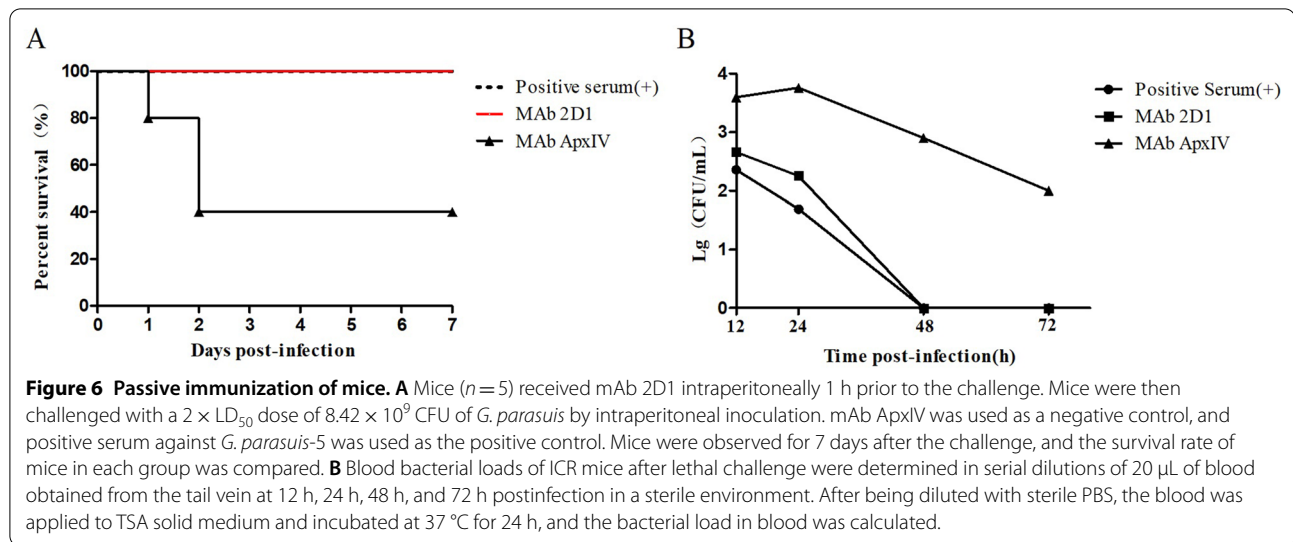 A
Percent survival (%)
100
80
60
40
20
0
0 1 2 3 4 5 6 7
Days post-infection
Positive serum(+)
MAb 2D1
MAb ApxIV
B
Lg (CFU/mL)
4
3
2
1
0
12 24 48 72
Time post-infection(h)
Positive Serum(+)
MAb 2D1
MAb ApxIV
Figure 6 Passive immunization of mice. A Mice (n = 5) received mAb 2D1 intraperitoneally 1 h prior to the challenge. Mice were then
challenged with a 2 × LD₅₀ dose of 8.42 × 10⁹ CFU of G. parasuis by intraperitoneal inoculation. mAb ApxIV was used as a negative control, and
positive serum against G. parasuis-5 was used as the positive control. Mice were observed for 7 days after the challenge, and the survival rate of
mice in each group was compared. B Blood bacterial loads of ICR mice after lethal challenge were determined in serial dilutions of 20 μL of blood
obtained from the tail vein at 12 h, 24 h, 48 h, and 72 h postinfection in a sterile environment. After being diluted with sterile PBS, the blood was
applied to TSA solid medium and incubated at 37 °C for 24 h, and the bacterial load in blood was calculated.